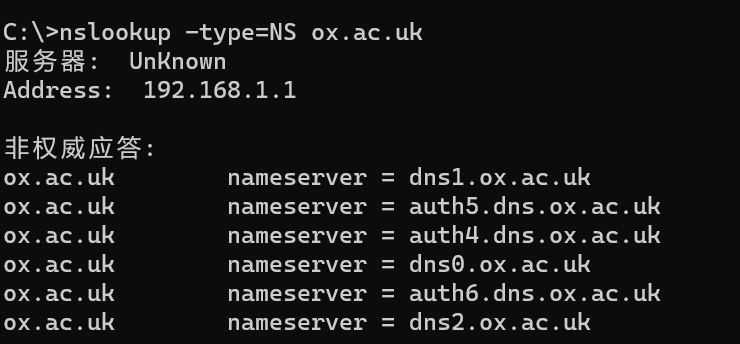 C:\>nslookup -type=NS ox.ac.uk
服务器:  UnKnown
Address:  192.168.1.1

非权威应答:
ox.ac.uk        nameserver = dns1.ox.ac.uk
ox.ac.uk        nameserver = auth5.dns.ox.ac.uk
ox.ac.uk        nameserver = auth4.dns.ox.ac.uk
ox.ac.uk        nameserver = dns0.ox.ac.uk
ox.ac.uk        nameserver = auth6.dns.ox.ac.uk
ox.ac.uk        nameserver = dns2.ox.ac.uk